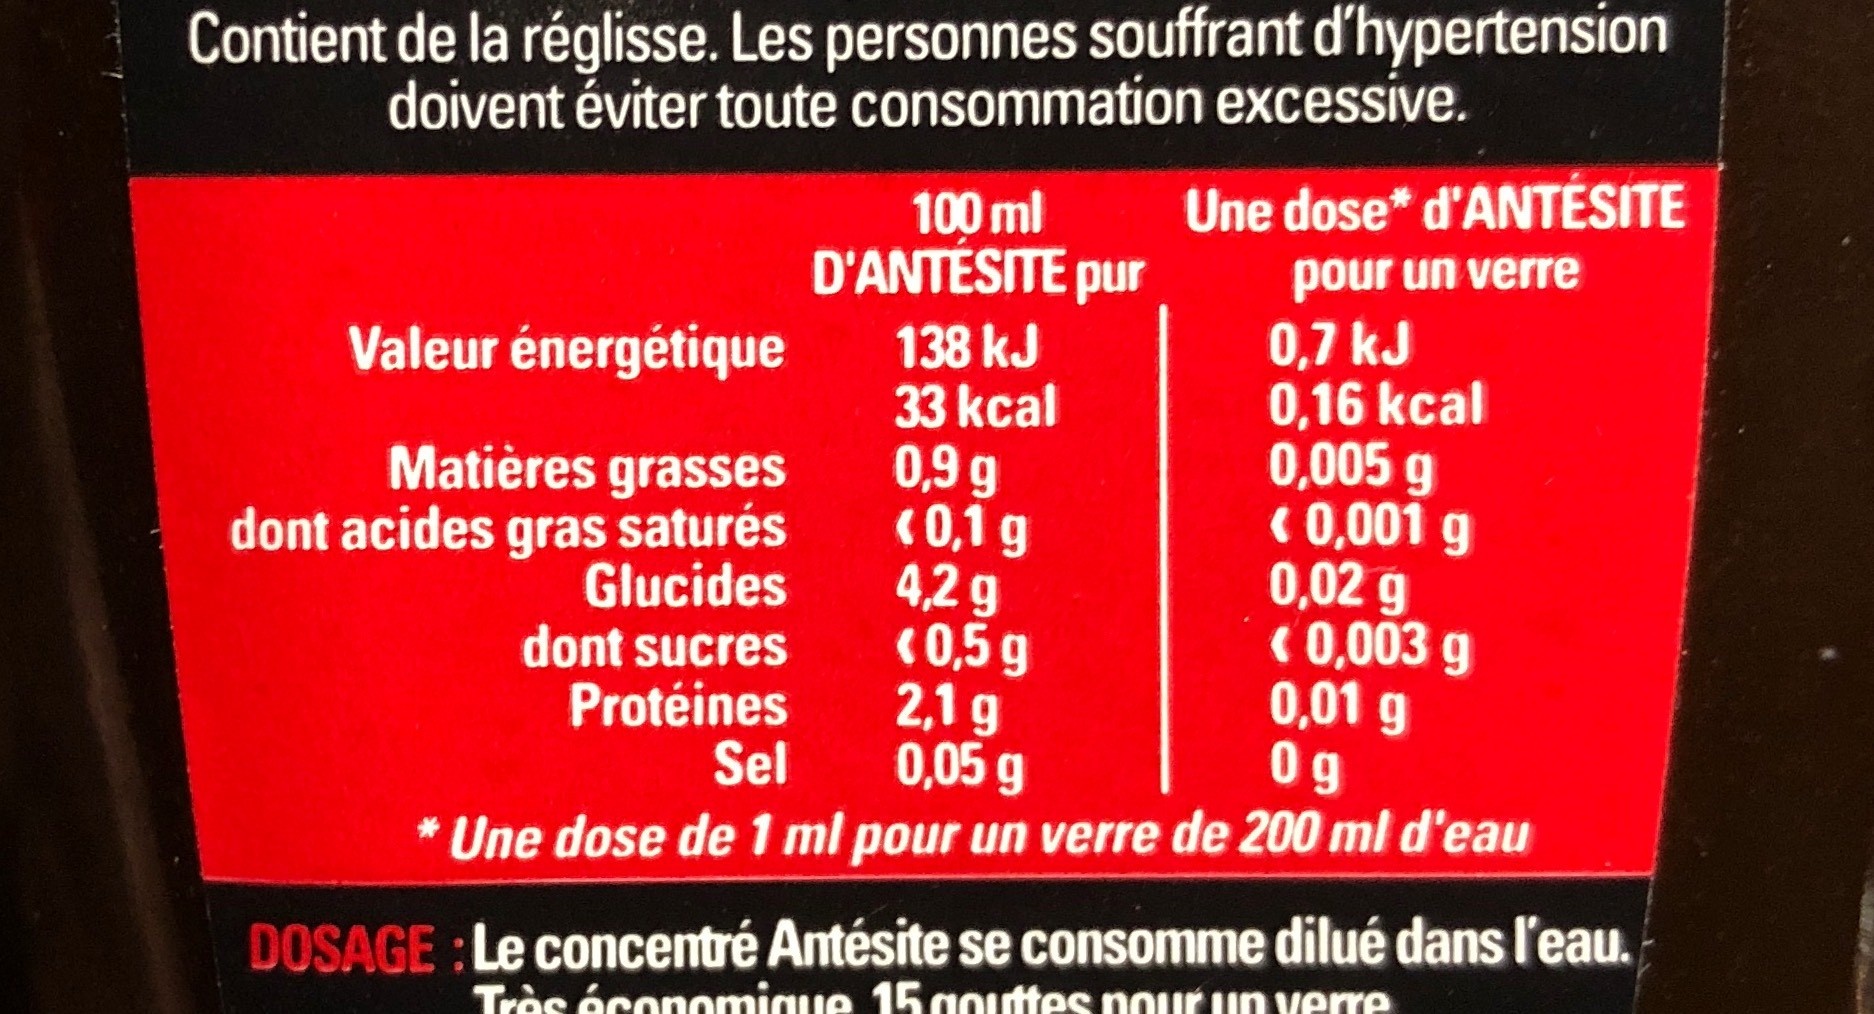 Contient de la réglisse. Les personnes souffrant d'hypertension
doivent éviter toute consommation excessive.
100 ml Une dose* d'ANTÉSITE
D'ANTÉSITE pur pour un verre
Valeur énergétique 138 kJ 0,7 kJ
33 kcal 0,16 kcal
Matières grasses 0,9 g 0,005 g
dont acides gras saturés ‹ 0,1 g ‹ 0,001 g
Glucides 4,2 g 0,02 g
dont sucres ‹ 0,5 g ‹ 0,003 g
Protéines 2,1 g 0,01 g
Sel 0,05 g 0 g
* Une dose de 1 ml pour un verre de 200 ml d'eau
DOSAGE : Le concentré Antésite se consomme dilué dans l'eau.
Très économique, 15 gouttes pour un verre